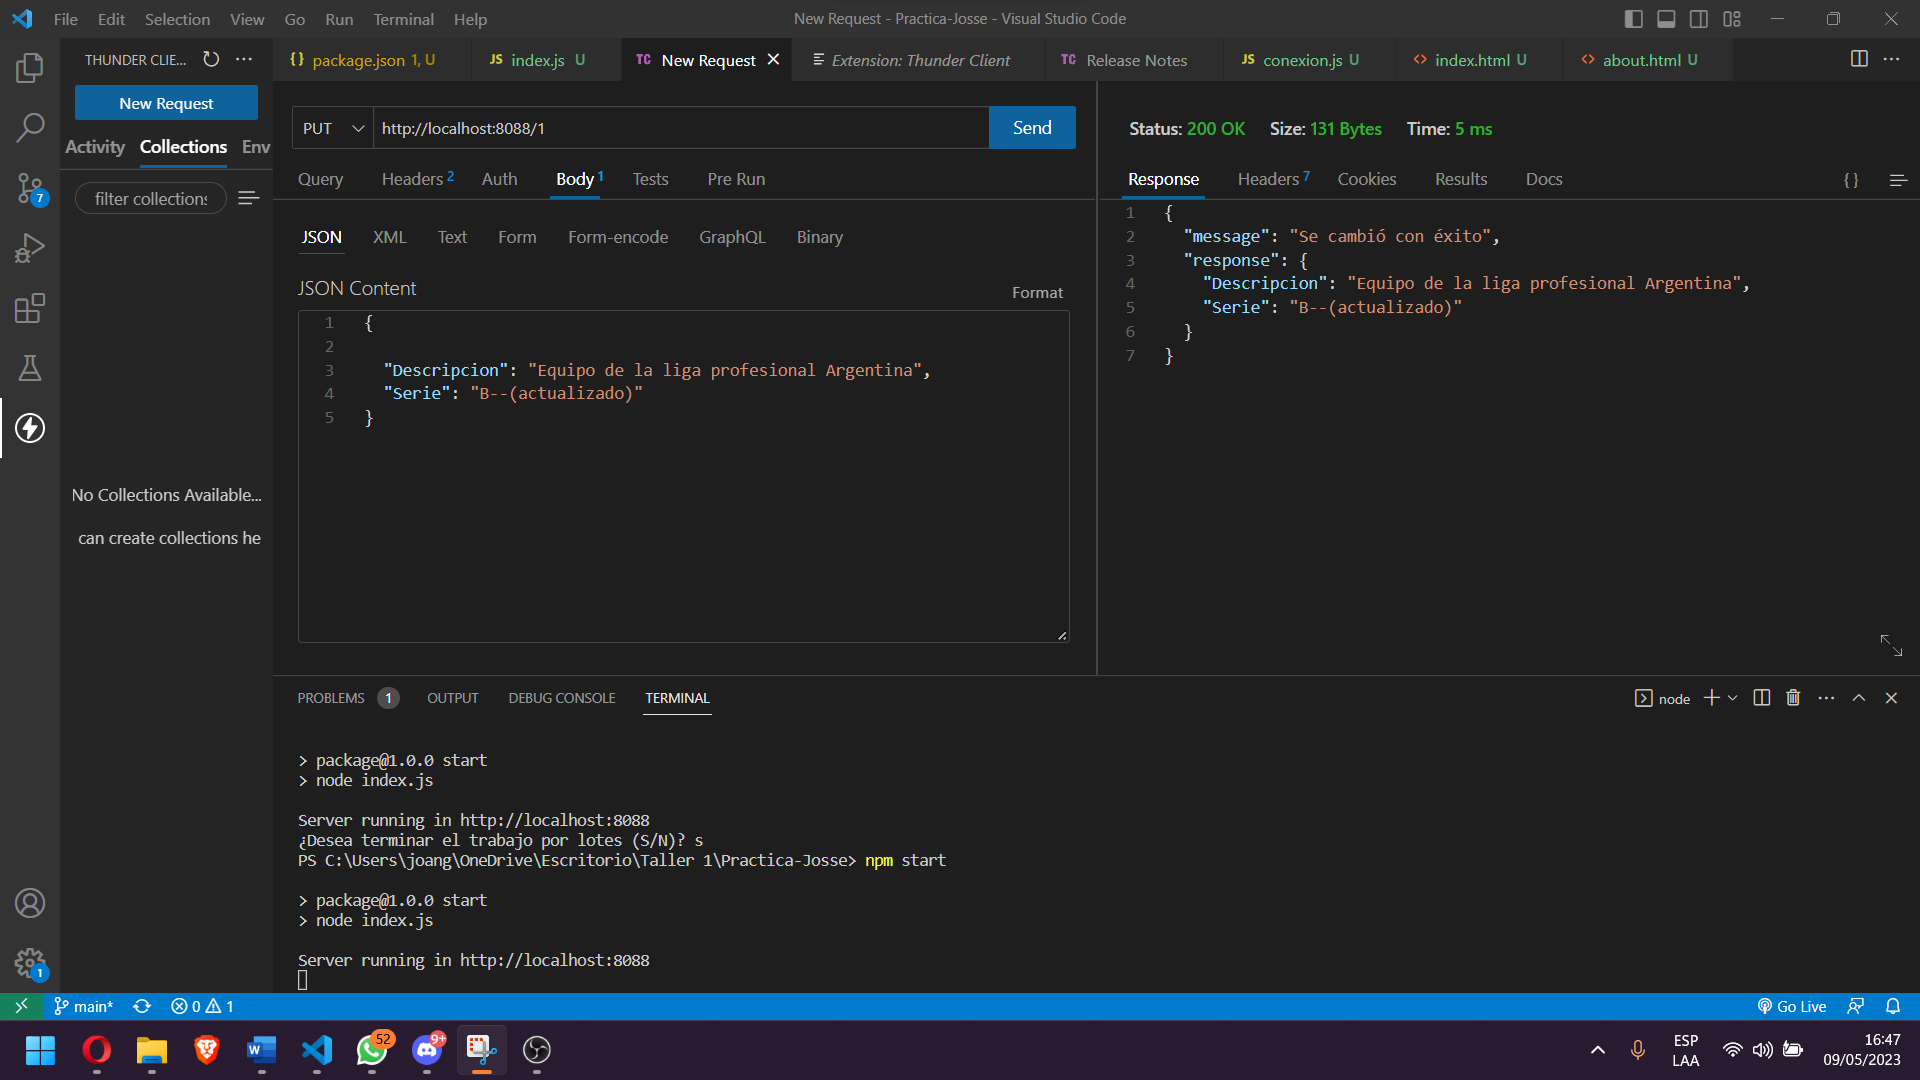 File Edit Selection View Go Run Terminal Help
New Request - Practica-Josse - Visual Studio Code
THUNDER CLIE...
{} package.json 1, U
JS index.js U
TC New Request
Extension: Thunder Client
TC Release Notes
JS conexion.js U
<> index.html U
<> about.html U
New Request
Activity Collections Env
filter collections
No Collections Available...
can create collections he
PUT http://localhost:8088/1 Send
Query Headers 2 Auth Body 1 Tests Pre Run
JSON XML Text Form Form-encode GraphQL Binary
JSON Content
Format
1 {
2
3 "Descripcion": "Equipo de la liga profesional Argentina",
4 "Serie": "B--(actualizado)"
5 }
Status: 200 OK Size: 131 Bytes Time: 5 ms
Response Headers 7 Cookies Results Docs { }
1 {
2 "message": "Se cambió con éxito",
3 "response": {
4 "Descripcion": "Equipo de la liga profesional Argentina",
5 "Serie": "B--(actualizado)"
6 }
7 }
PROBLEMS 1 OUTPUT DEBUG CONSOLE TERMINAL
node
> package@1.0.0 start
> node index.js
Server running in http://localhost:8088
¿Desea terminar el trabajo por lotes (S/N)? s
PS C:\Users\joang\OneDrive\Escritorio\Taller 1\Practica-Josse> npm start
> package@1.0.0 start
> node index.js
Server running in http://localhost:8088
7
1
main* 0 1
Go Live
W
52
9+
ESP
LAA
16:47
09/05/2023